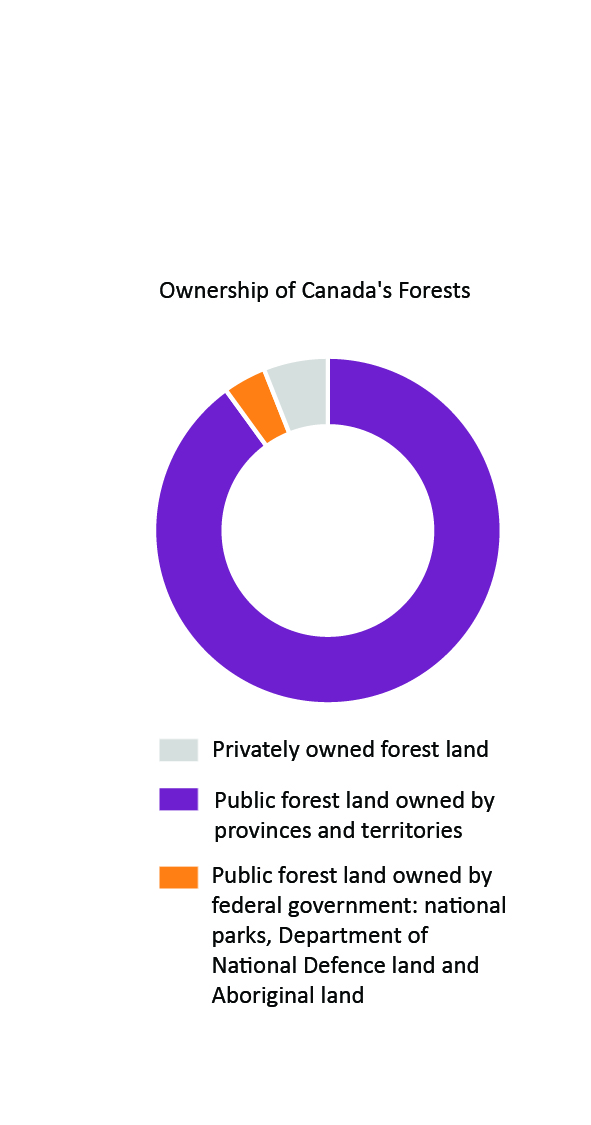 Ownership of Canada's Forests
Privately owned forest land
Public forest land owned by
provinces and territories
Public forest land owned by
federal government: national
parks, Department of
National Defence land and
Aboriginal land